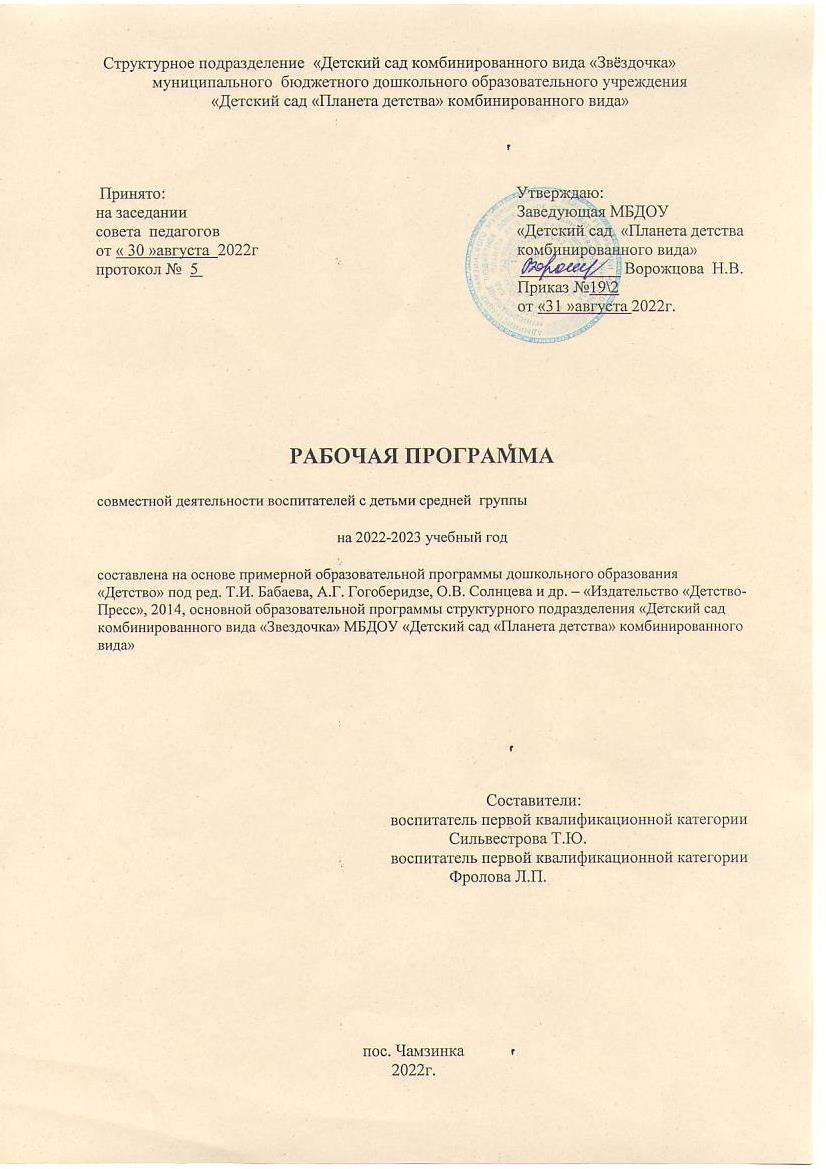 Структурное подразделение «Детский сад комбинированного вида «Звёздочка»
муниципального бюджетного дошкольного образовательного учреждения
«Детский сад «Планета детства» комбинированного вида»
Принято:
на заседании
совета педагогов
от « 30 »августа 2022г
протокол № 5
Утверждаю:
Заведующая МБДОУ
«Детский сад «Планета детства
комбинированного вида»
Ворожцова Н.В.
Приказ №19\2
от «31 »августа 2022г.
РАБОЧАЯ ПРОГРАММА
совместной деятельности воспитателей с детьми средней группы
на 2022-2023 учебный год
составлена на основе примерной образовательной программы дошкольного образования
«Детство» под ред. Т.И. Бабаева, А.Г. Гогоберидзе, О.В. Солнцева и др. – «Издательство «Детство-
Пресс», 2014, основной образовательной программы структурного подразделения «Детский сад
комбинированного вида «Звездочка» МБДОУ «Детский сад «Планета детства» комбинированного
вида»
Составители:
воспитатель первой квалификационной категории
Сильвестрова Т.Ю.
воспитатель первой квалификационной категории
Фролова Л.П.
пос. Чамзинка
2022г.